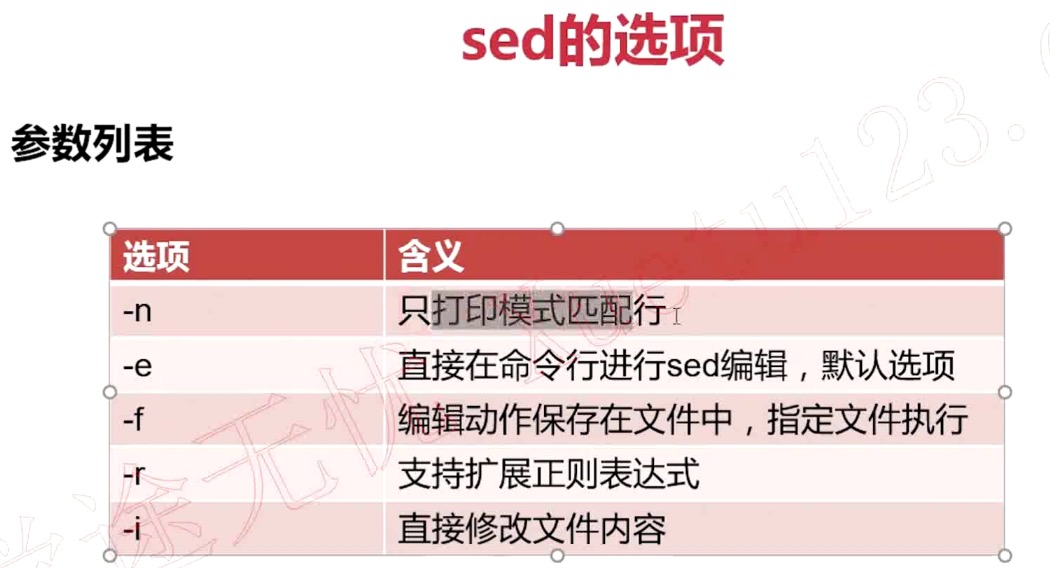 sed的选项
参数列表
选项 含义
-n 只打印模式匹配行
-e 直接在命令行进行sed编辑，默认选项
-f 编辑动作保存在文件中，指定文件执行
-r 支持扩展正则表达式
-i 直接修改文件内容